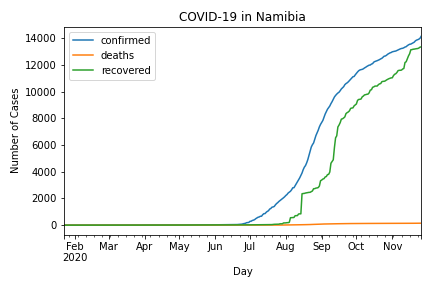 COVID-19 in Namibia
confirmed
deaths
recovered
Number of Cases
14000
12000
10000
8000
6000
4000
2000
0
Feb Mar Apr May Jun Jul Aug Sep Oct Nov
2020
Day